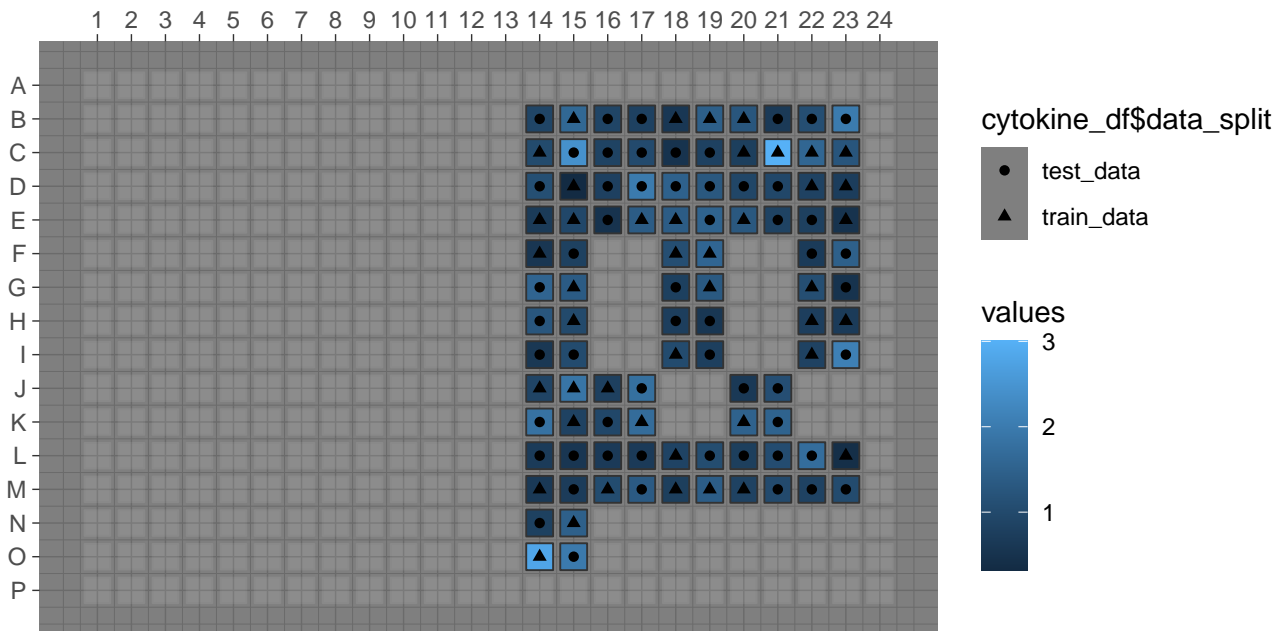 1 2 3 4 5 6 7 8 9 10 11 12 13 14 15 16 17 18 19 20 21 22 23 24
A
B
C
D
E
F
G
H
I
J
K
L
M
N
O
P
cytokine_df$data_split
test_data
train_data
values
3
2
1